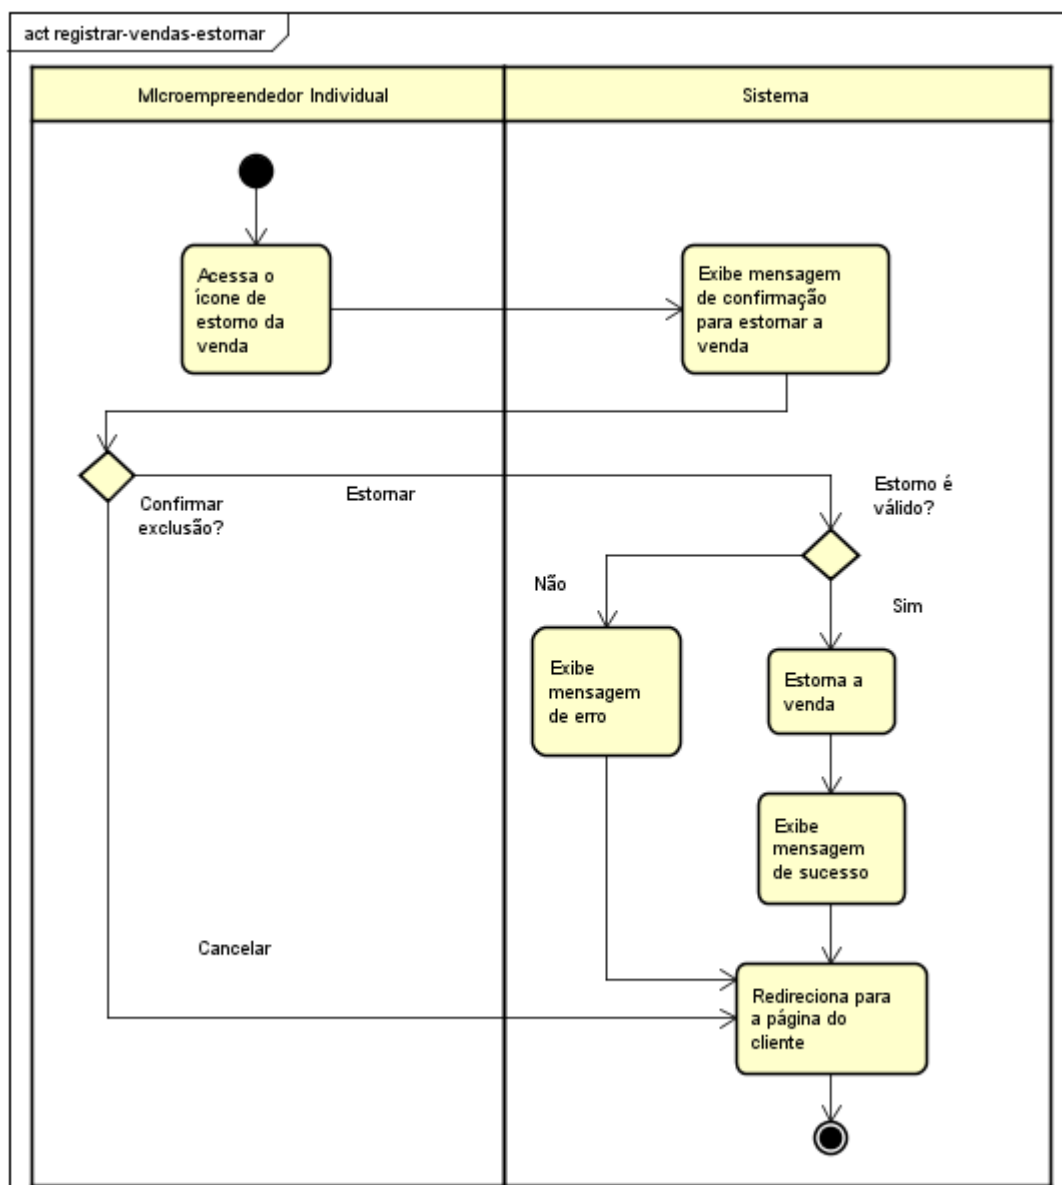 act registrar-vendas-estornar
MIcroempreendedor Individual
Sistema
Acessa o
ícone de
estorno da
venda
Exibe mensagem
de confirmação
para estornar a
venda
Confirmar
exclusão?
Estornar
Estorno é
válido?
Não
Sim
Exibe
mensagem
de erro
Estorna a
venda
Exibe
mensagem
de sucesso
Cancelar
Redireciona para
a página do
cliente